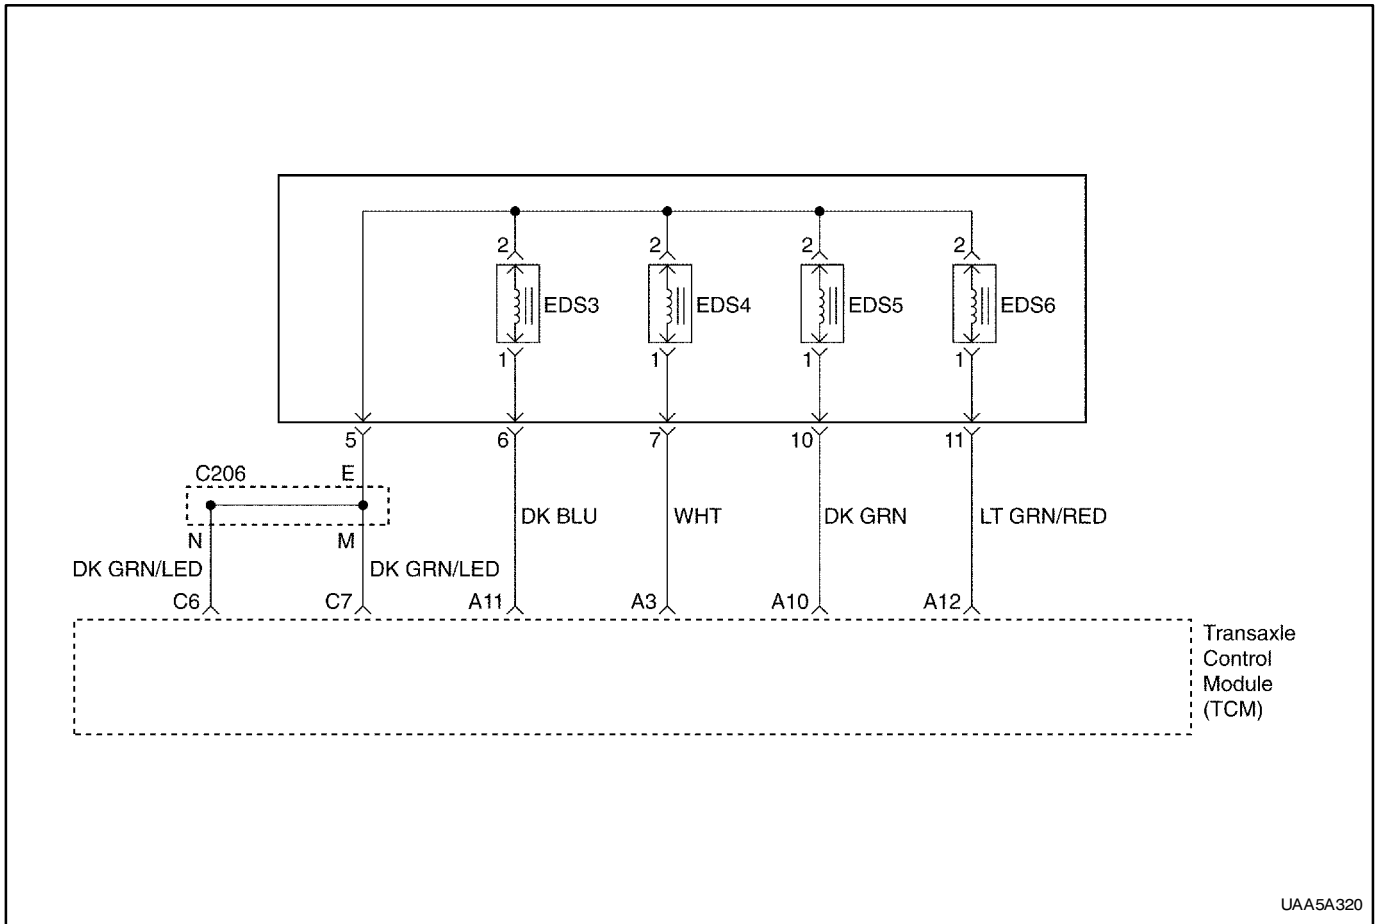 2 2 2 2
EDS3 EDS4 EDS5 EDS6
1 1 1 1
5 6 7 10 11
C206 E
DK BLU WHT DK GRN LT GRN/RED
N M
DK GRN/LED DK GRN/LED
C6 C7 A11 A3 A10 A12
Transaxle
Control
Module
(TCM)
UAA5A320